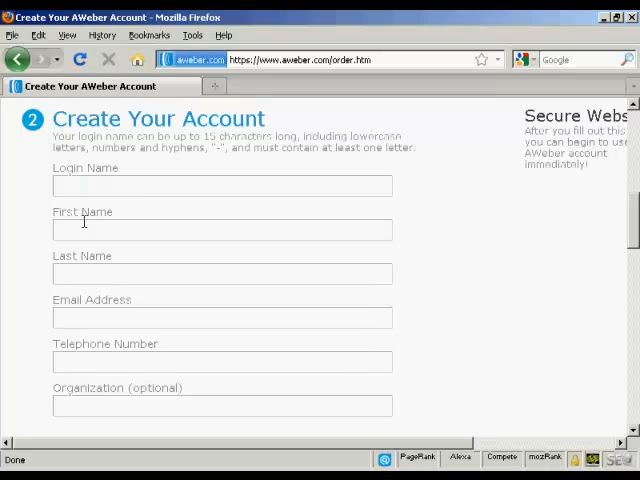 Create Your AWeber Account - Mozilla Firefox
File Edit View History Bookmarks Tools Help
aweber.com https://www.aweber.com/order.htm Google
Create Your AWeber Account
2 Create Your Account
Your login name can be up to 15 characters long, including lowercase
letters, numbers and hyphens, "-", and must contain at least one letter.
Login Name
First Name
Last Name
Email Address
Telephone Number
Organization (optional)
Secure Webs
After you fill out this
you can begin to use
AWeber account
immediately!
Done PageRank Alexa Compete mozRank SEO